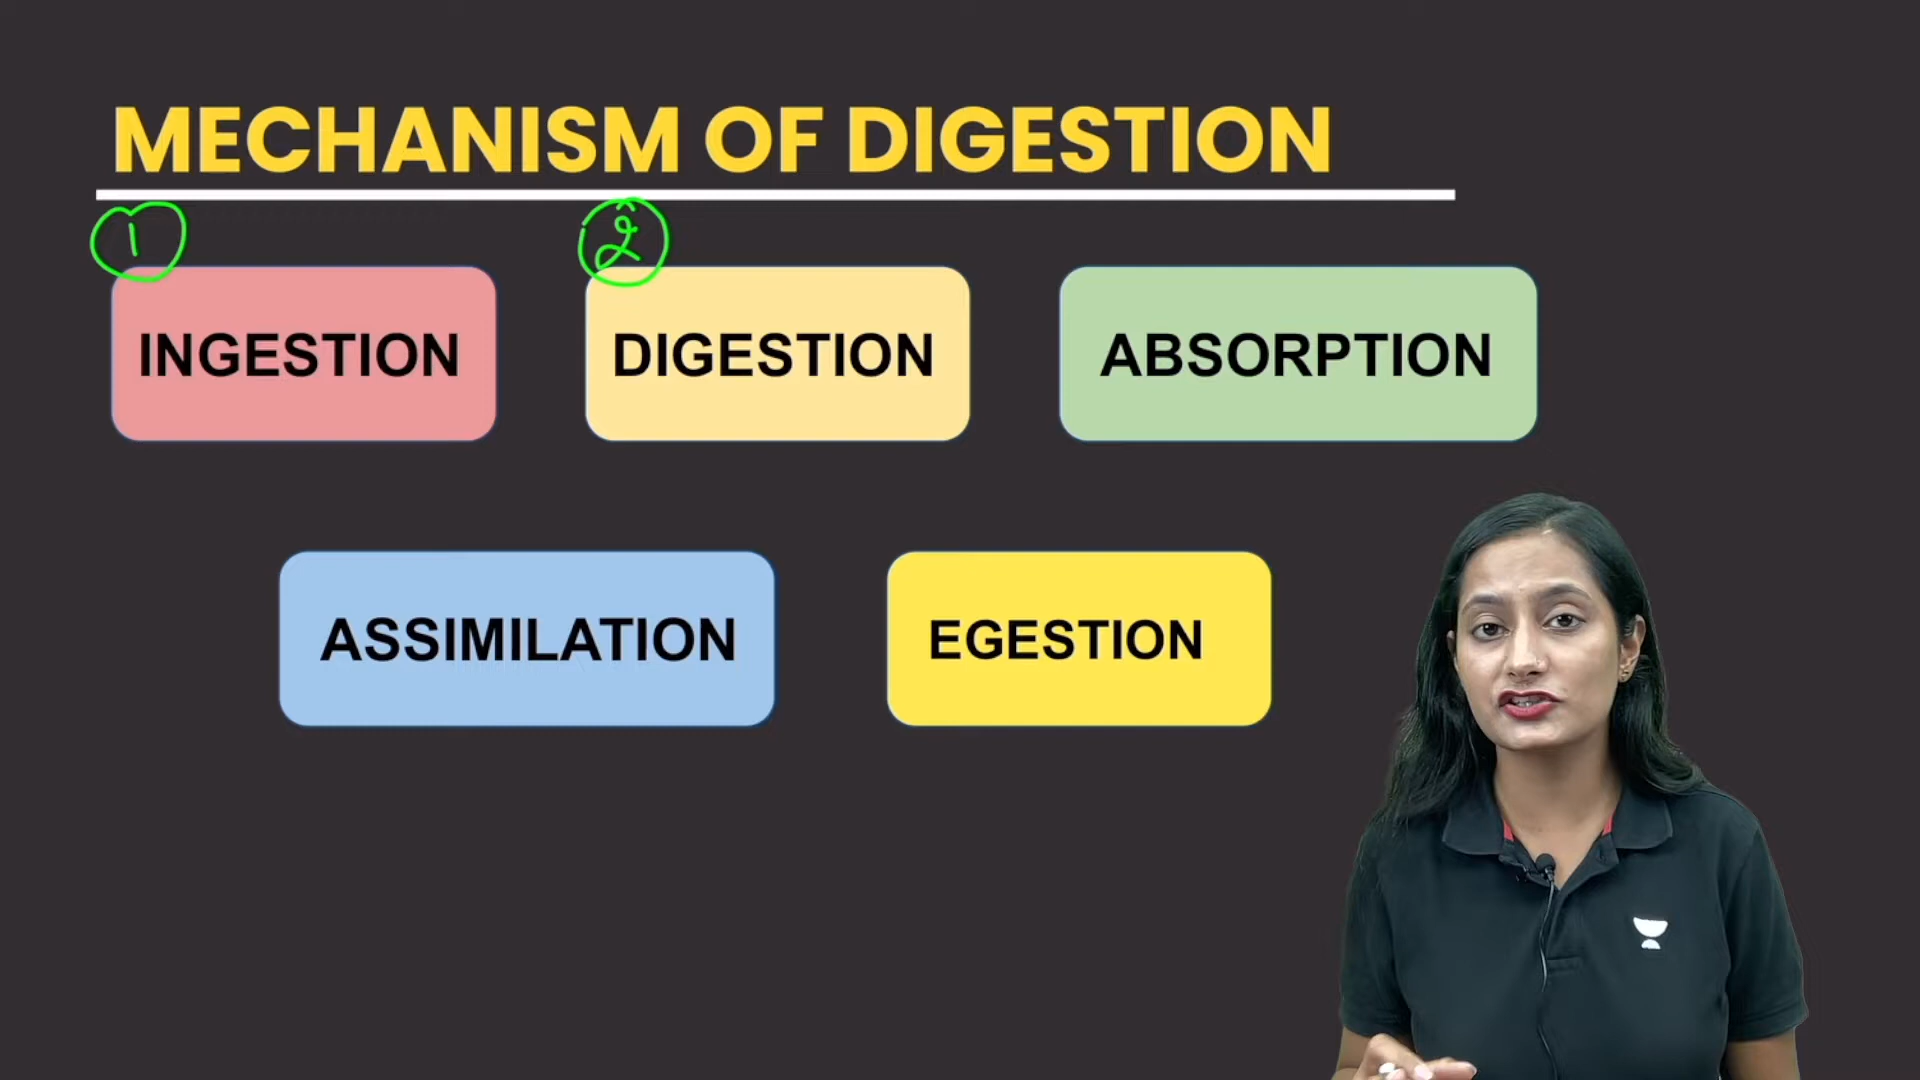 MECHANISM OF DIGESTION
1 2
INGESTION DIGESTION ABSORPTION
ASSIMILATION EGESTION